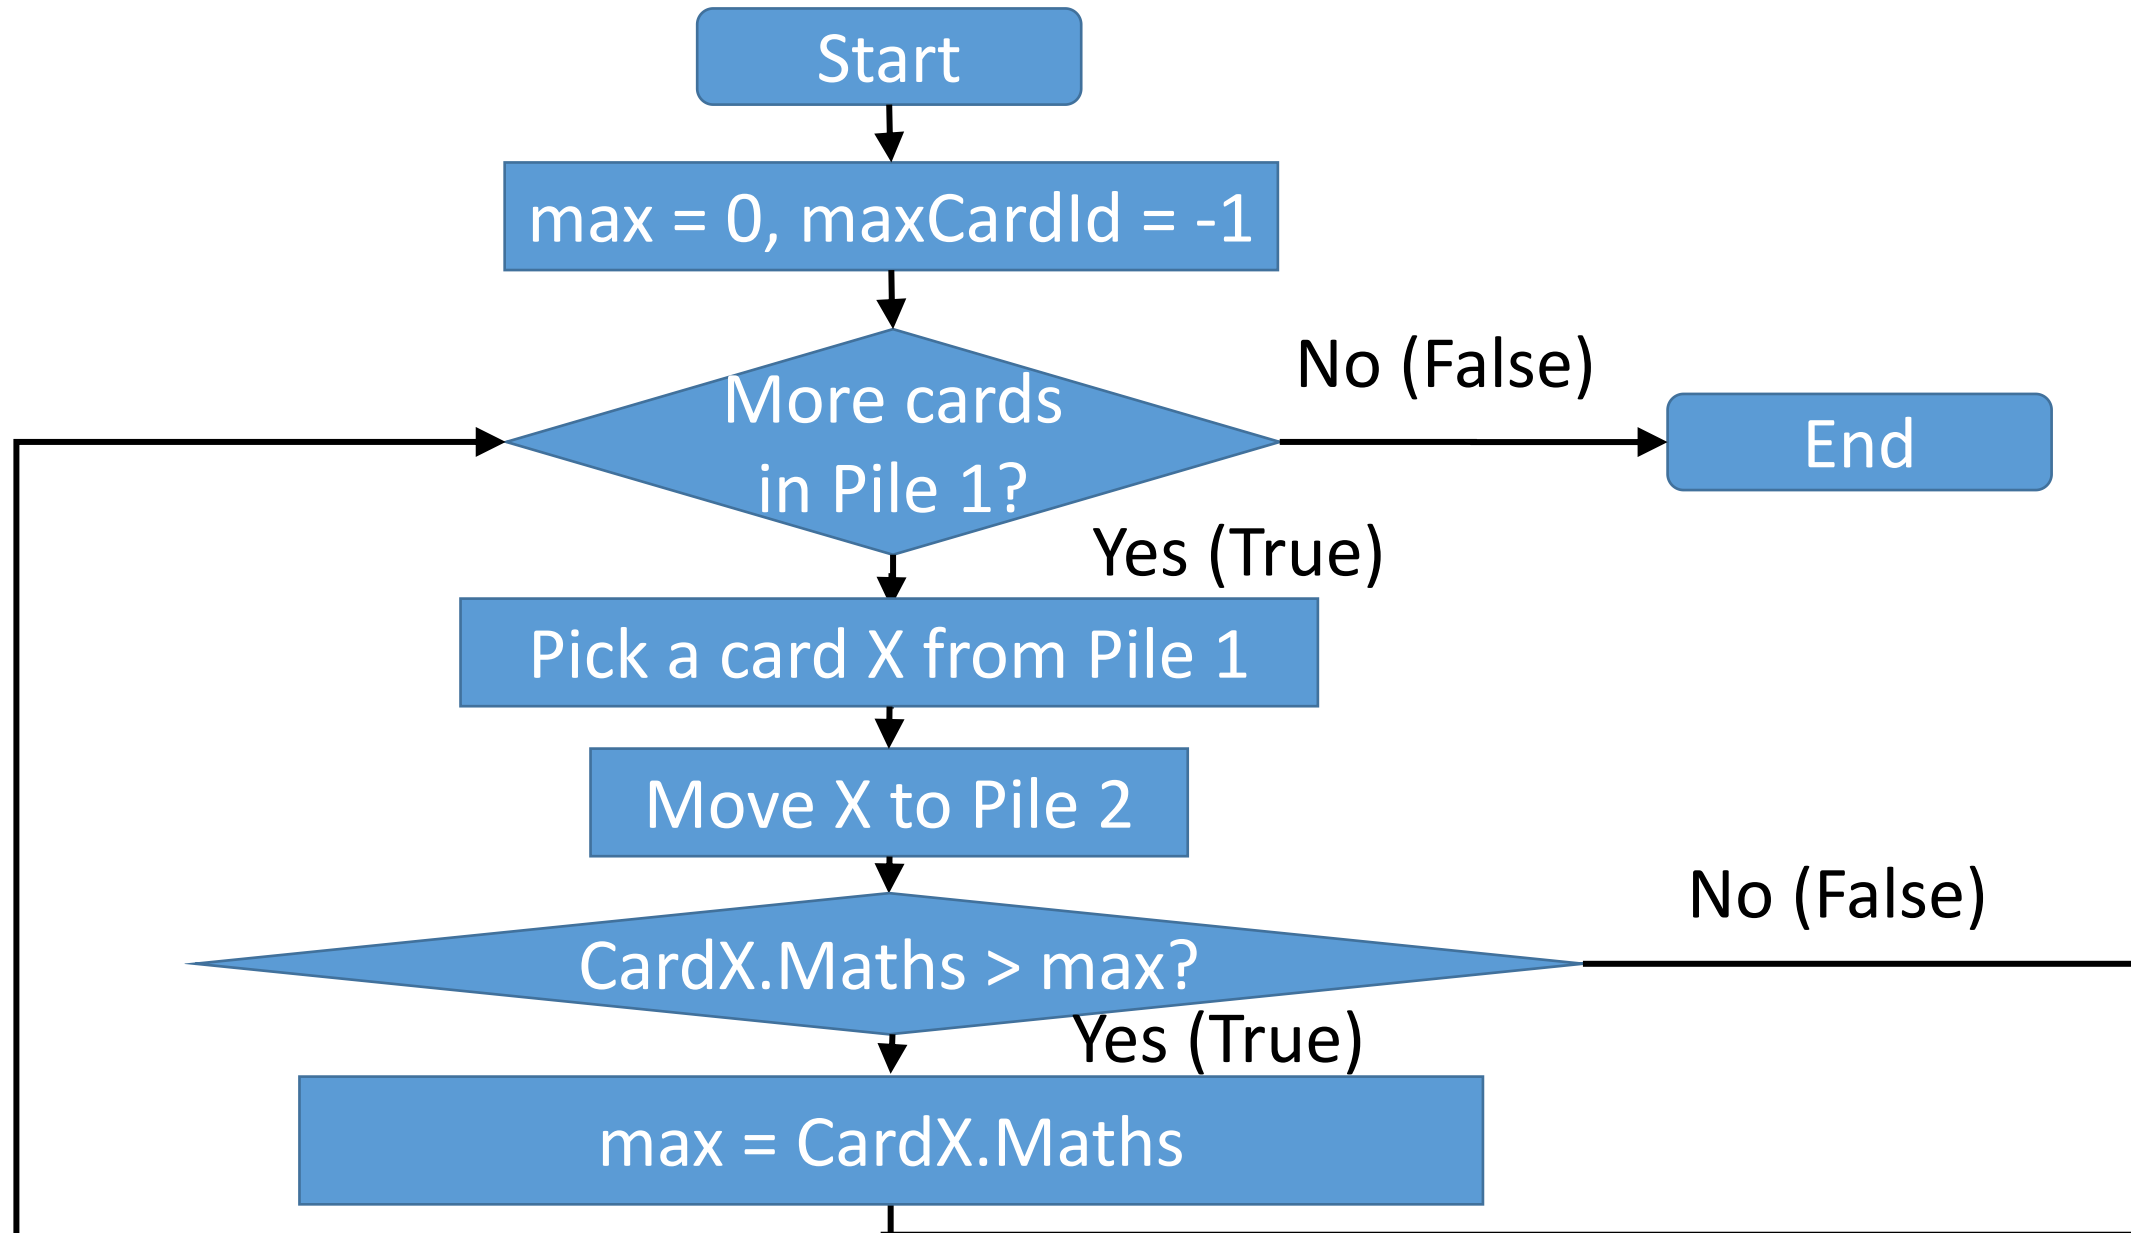 Start
max = 0, maxCardId = -1
More cards
in Pile 1?
No (False)
End
Yes (True)
Pick a card X from Pile 1
Move X to Pile 2
CardX.Maths > max?
No (False)
Yes (True)
max = CardX.Maths